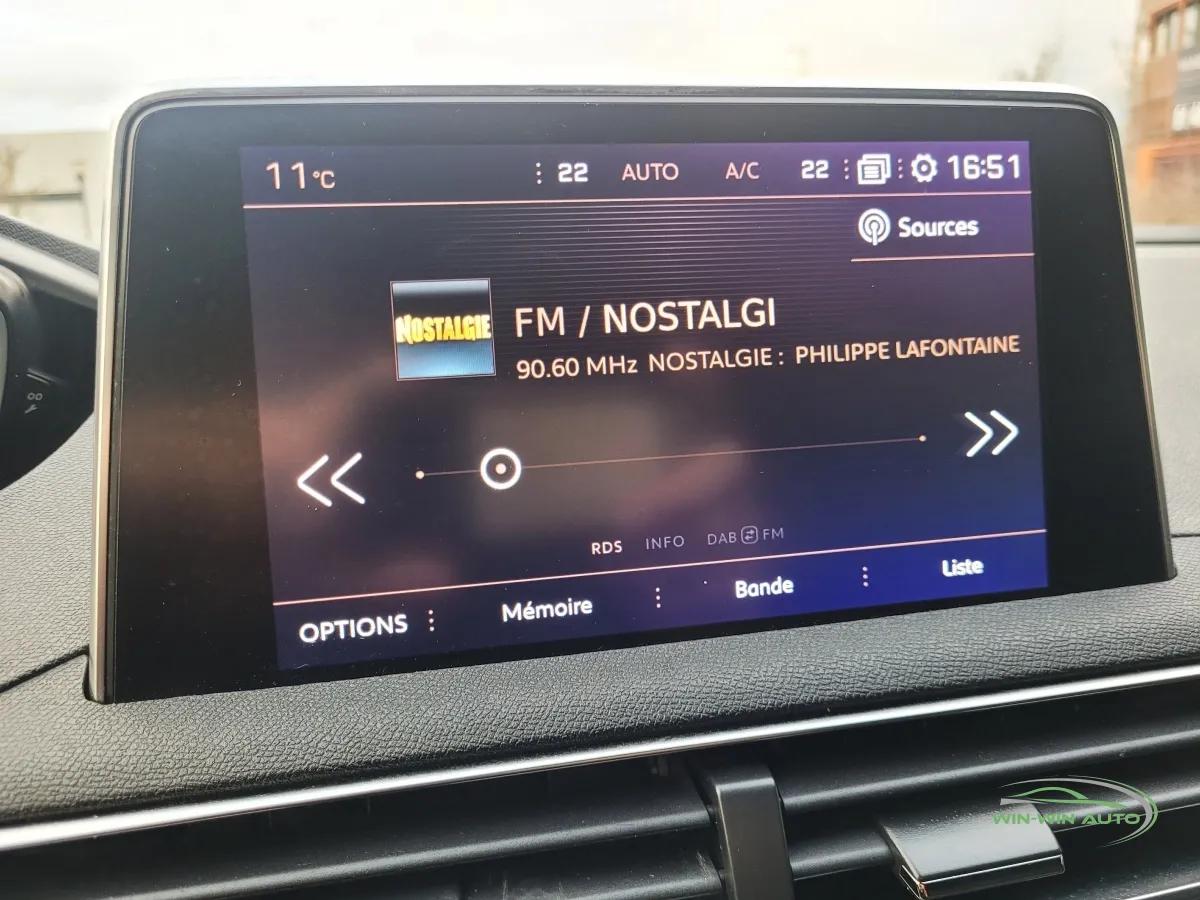 11°C 22 AUTO A/C 22 16:51
Sources
NOSTALGIE
FM / NOSTALGI
90.60 MHz NOSTALGIE : PHILIPPE LAFONTAINE
RDS INFO DAB FM
OPTIONS Mémoire Bande Liste
WIN-WIN AUTO